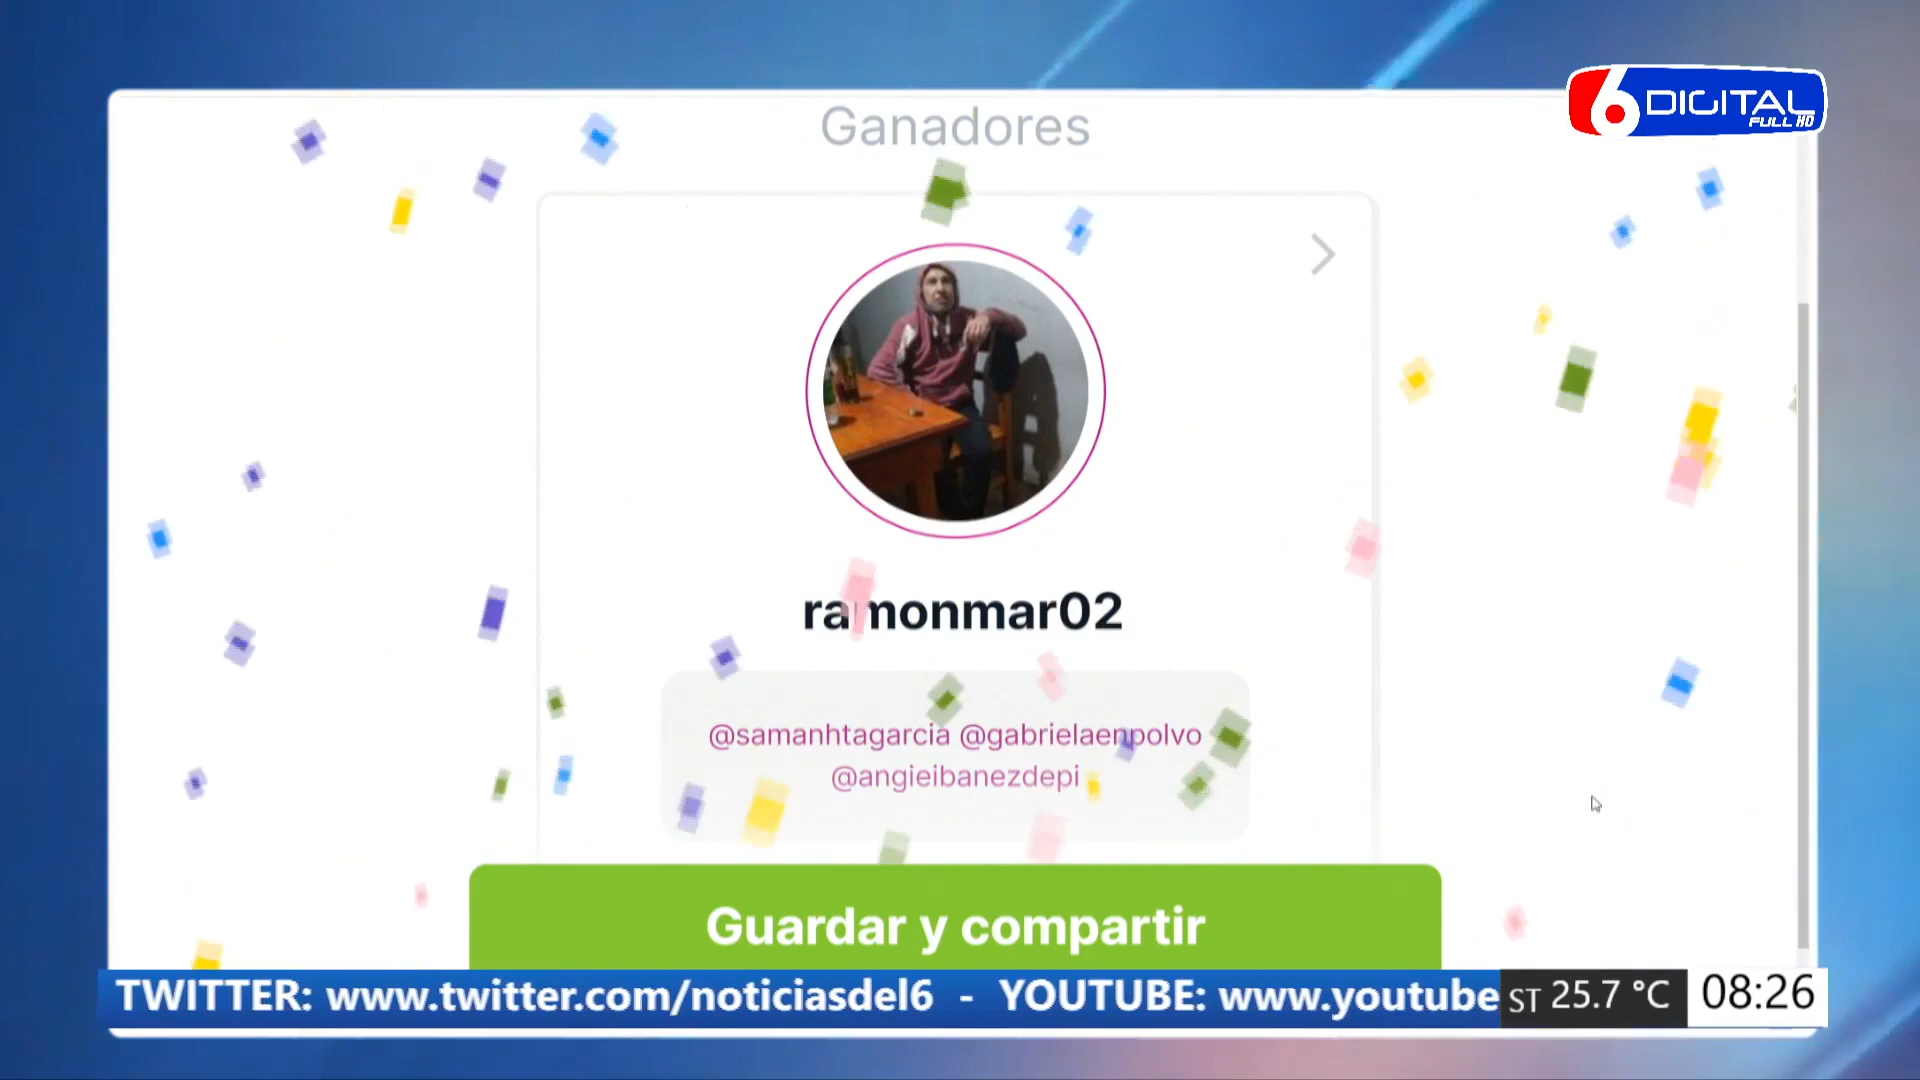 6 DIGITAL
FULL HD
Ganadores
ramonmar02
@samanhtagarcia @gabrielaenpolvo
@angieibanezdepi
Guardar y compartir
TWITTER: www.twitter.com/noticiasdel6 - YOUTUBE: www.youtube
ST 25.7 °C
08:26